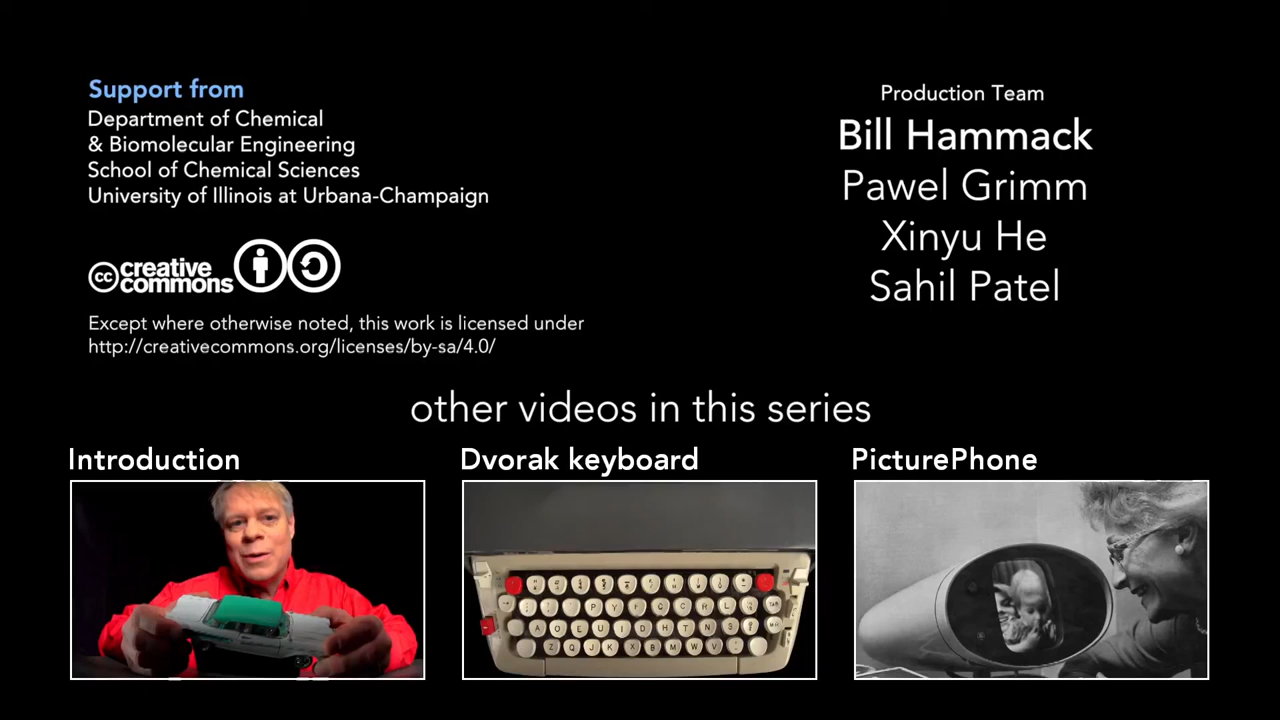 Support from
Department of Chemical
& Biomolecular Engineering
School of Chemical Sciences
University of Illinois at Urbana-Champaign
cc creative
commons
Except where otherwise noted, this work is licensed under
http://creativecommons.org/licenses/by-sa/4.0/
Production Team
Bill Hammack
Pawel Grimm
Xinyu He
Sahil Patel
other videos in this series
Introduction
Dvorak keyboard
PicturePhone
P Y F G C R L
A O E U I D H T N S
Z Q J K X B M W V